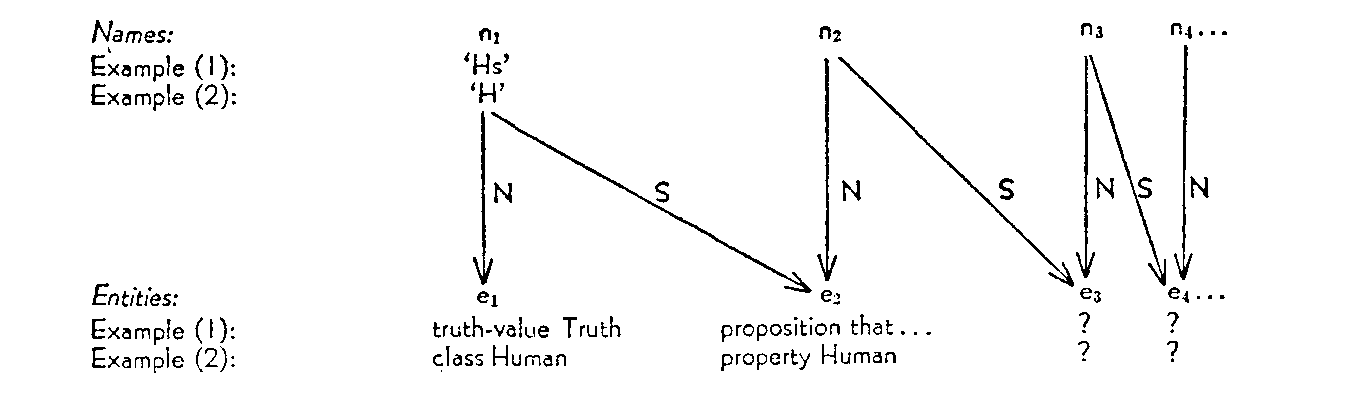 Names: n₁ n₂ n₃ n₄...
Example (1): ‘Hs’
Example (2): ‘H’
N S N S N S N
Entities: e₁ e₂ e₃ e₄...
Example (1): truth-value Truth proposition that... ? ?
Example (2): class Human property Human ? ?